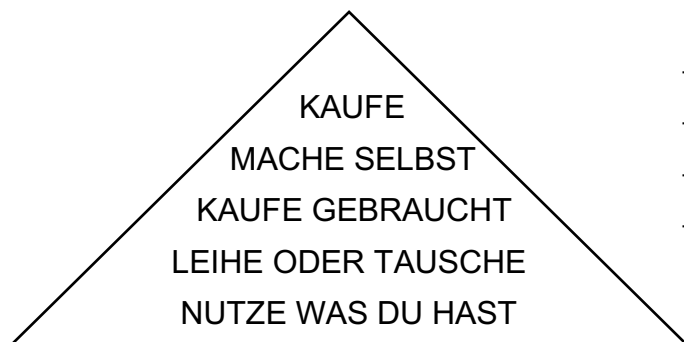 KAUFE
MACHE SELBST
KAUFE GEBRAUCHT
LEIHE ODER TAUSCHE
NUTZE WAS DU HAST